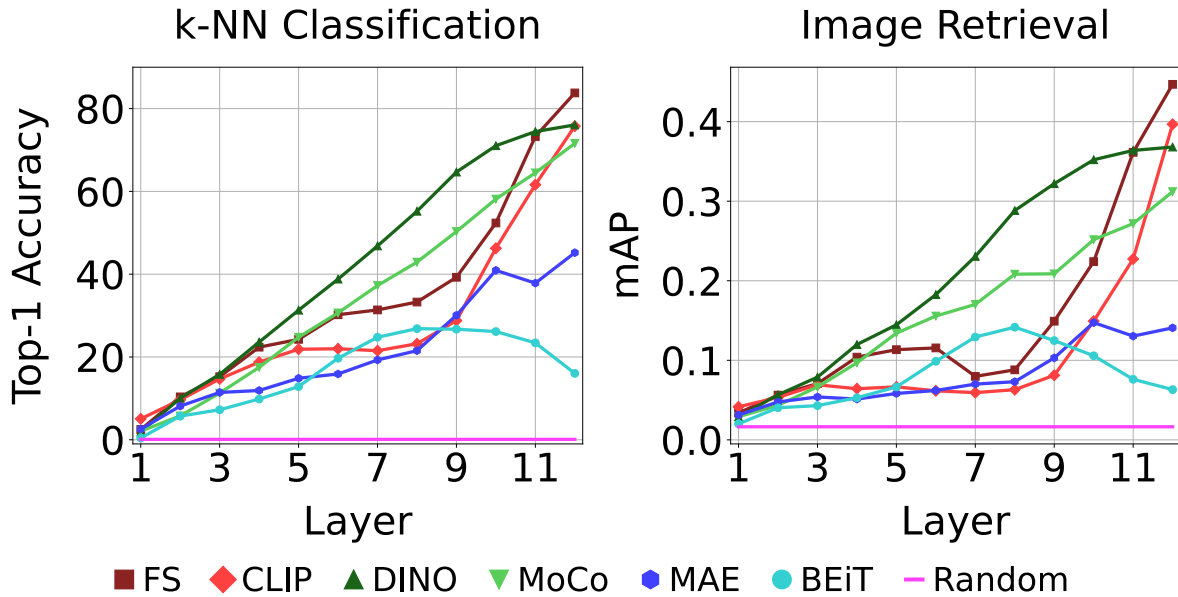 k-NN Classification
Image Retrieval
Top-1 Accuracy
80
60
40
20
0
1 3 5 7 9 11
Layer
mAP
0.4
0.3
0.2
0.1
0.0
1 3 5 7 9 11
Layer
FS CLIP DINO MoCo MAE BEiT Random